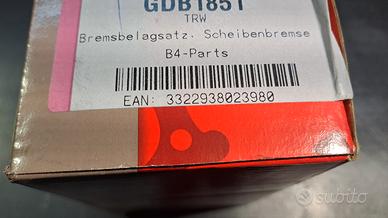 GDB1851
TRW
Bremsbelagsatz, Scheibenbremse
B4-Parts
EAN: 3322938023980
subito